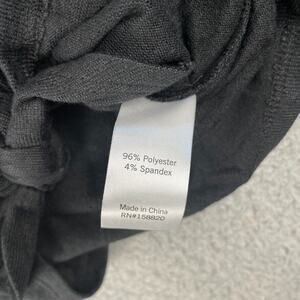 96% Polyester
4% Spandex
Made in China
RN#158820